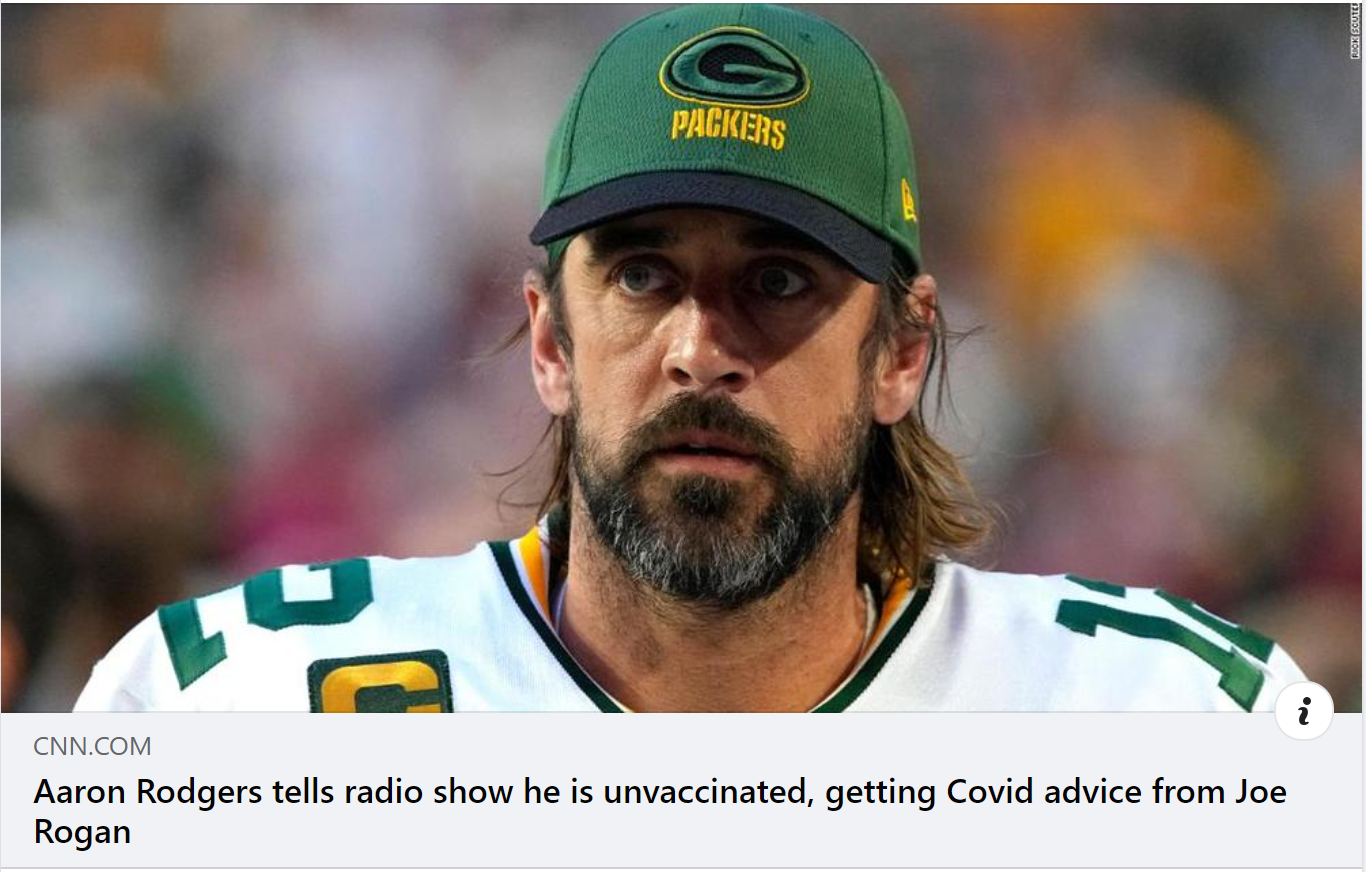 PACKERS
12
12
C
CNN.COM
Aaron Rodgers tells radio show he is unvaccinated, getting Covid advice from Joe
Rogan